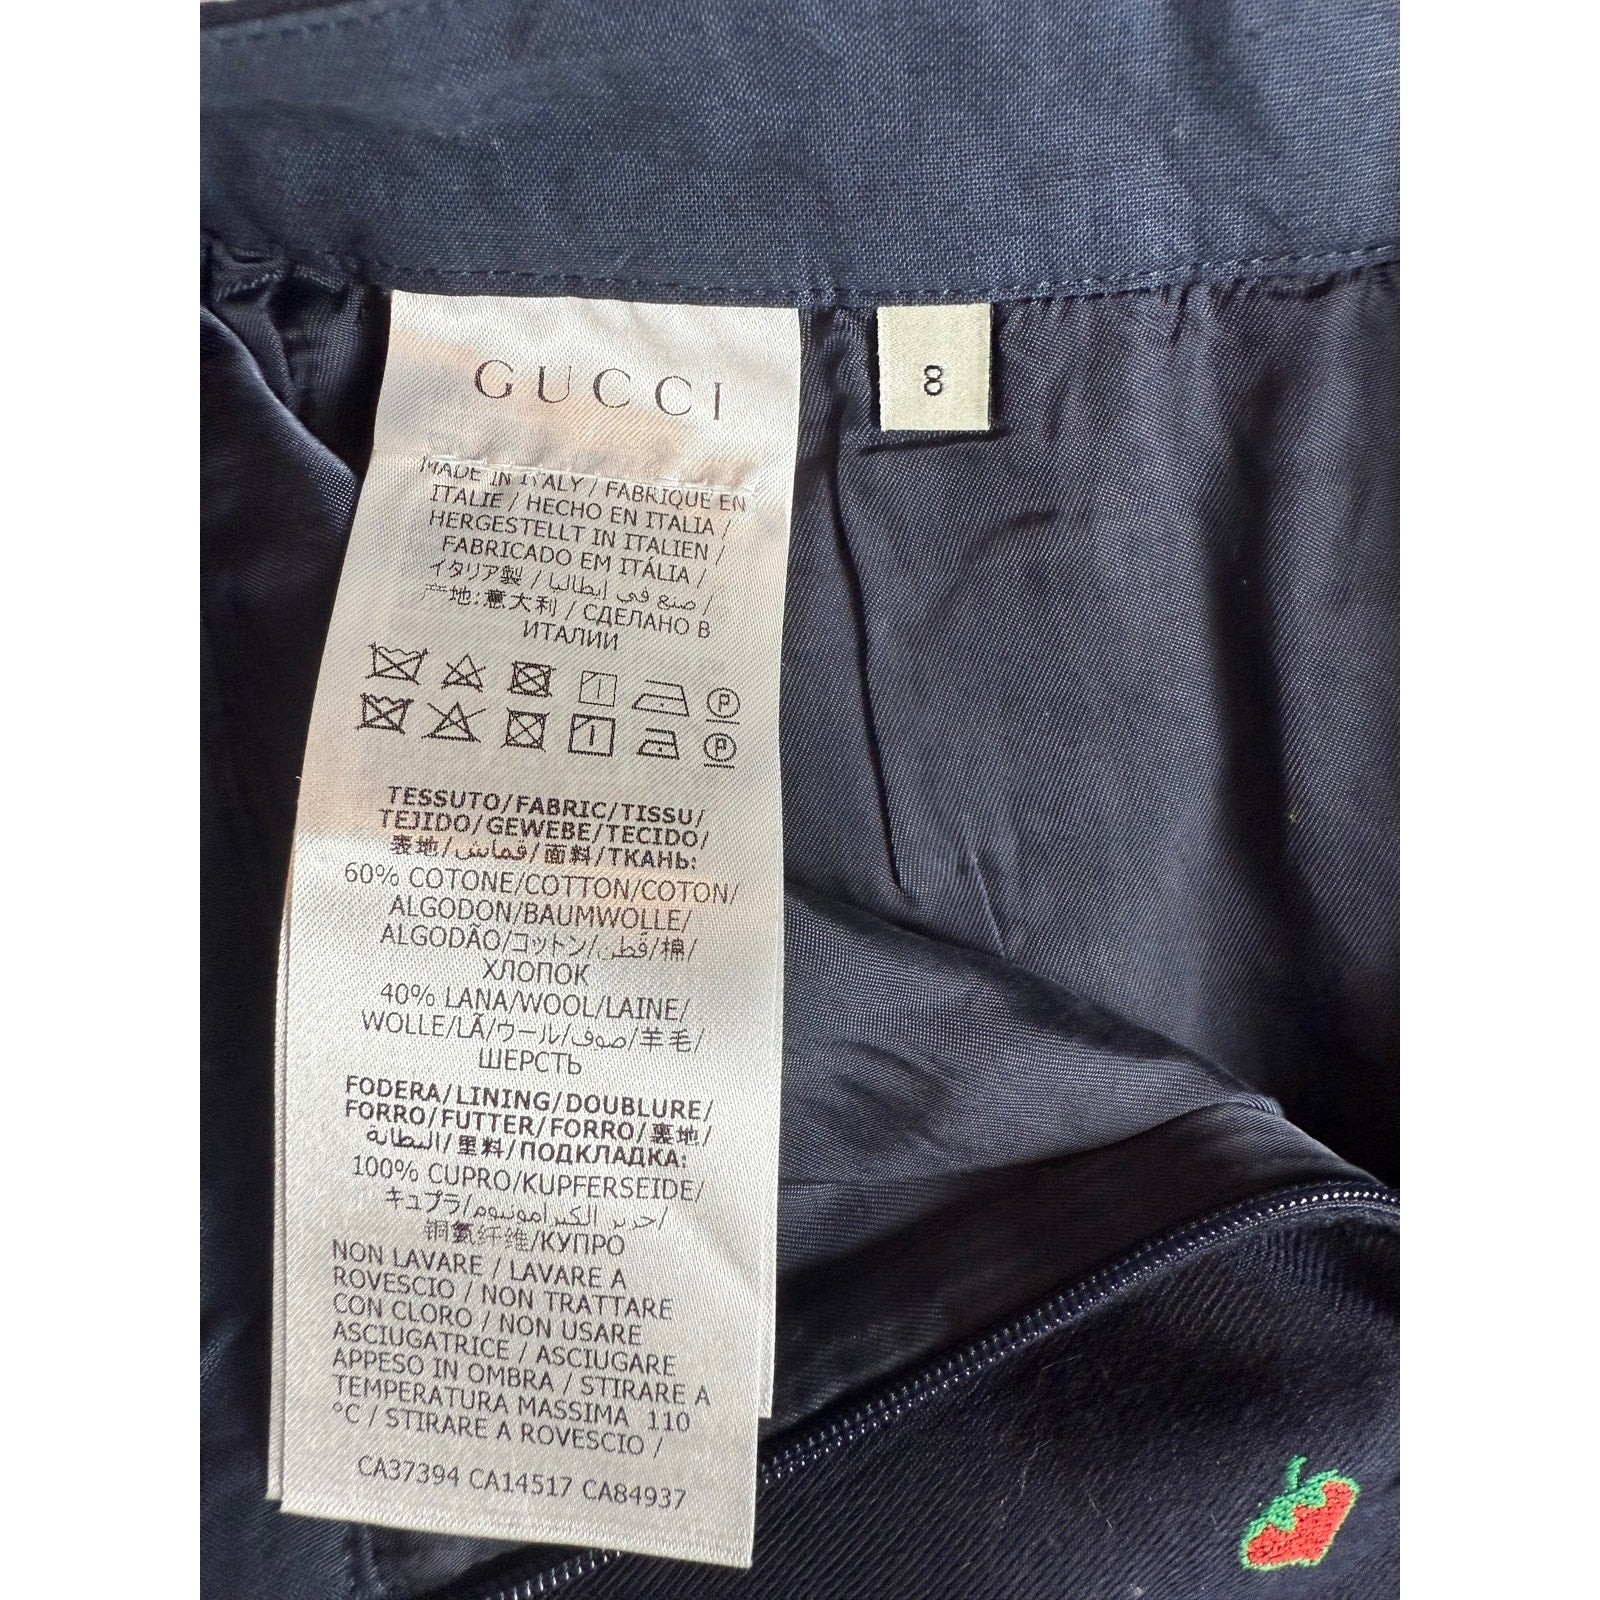 GUCCI
8
MADE IN ITALY / FABRIQUE EN
ITALIE / HECHO EN ITALIA /
HERGESTELLT IN ITALIEN /
FABRICADO EM ITÁLIA /
イタリア製 / صنع في إيطاليا /
产地:意大利 / СДЕЛАНО В
ИТАЛИИ
P
P
TESSUTO/FABRIC/TISSU/
TEJIDO/GEWEBE/TECIDO/
表地/قماش/面料/ТКАНЬ:
60% COTONE/COTTON/COTON/
ALGODON/BAUMWOLLE/
ALGODÃO/コットン/قطن/棉/
ХЛОПОК
40% LANA/WOOL/LAINE/
WOLLE/LÃ/ウール/صوف/羊毛/
ШЕРСТЬ
FODERA/LINING/DOUBLURE/
FORRO/FUTTER/FORRO/裏地/
البطانة/里料/ПОДКЛАДКА:
100% CUPRO/KUPFERSEIDE/
キュプラ/حرير الكبرامونيوم/
铜氨纤维/КУПРО
NON LAVARE / LAVARE A
ROVESCIO / NON TRATTARE
CON CLORO / NON USARE
ASCIUGATRICE / ASCIUGARE
APPESO IN OMBRA / STIRARE A
TEMPERATURA MASSIMA 110
°C / STIRARE A ROVESCIO /
CA37394 CA14517 CA84937